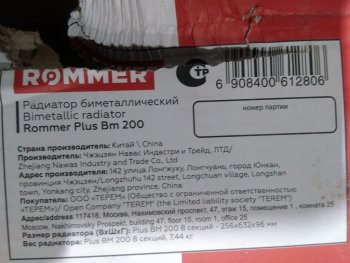 ROMMER
ТР
6 908400 612806
Радиатор биметаллический
Bimetallic radiator
Rommer Plus Bm 200
номер партии
Страна производитель: Китай \ China
Производитель: Чжэцзян Навас Индастри и Трейд, ЛТД/
Zhejiang Nawas Industry and Trade Co., Ltd
Адрес производителя: 142 улица Лонгжуху, Лонгчуань, город Юнкан,
провинция Чжэцзян/Longzhuhu 142 street, Longchuan village, Longshan
town, Yonkang city, Zhejiang province, China
Покупатель: ООО «ТЕРЕМ» (Общество с ограниченной ответственностью
«ТЕРЕМ»)/ Open Company "TEREM" (the Limited liability society "TEREM")
Адрес/address: 117418, Москва, Нахимовский проспект, 47, этаж 15, помещение 1, комната 25
Moscow, Nakhimovsky Prospekt, building 47, floor 15, room 1, office 25
Размер радиатора (ВхШхГ): Plus BM 200 8 секций - 256x632x96 мм
Вес радиатора: Plus BM 200 8 секций, 7,44 кг